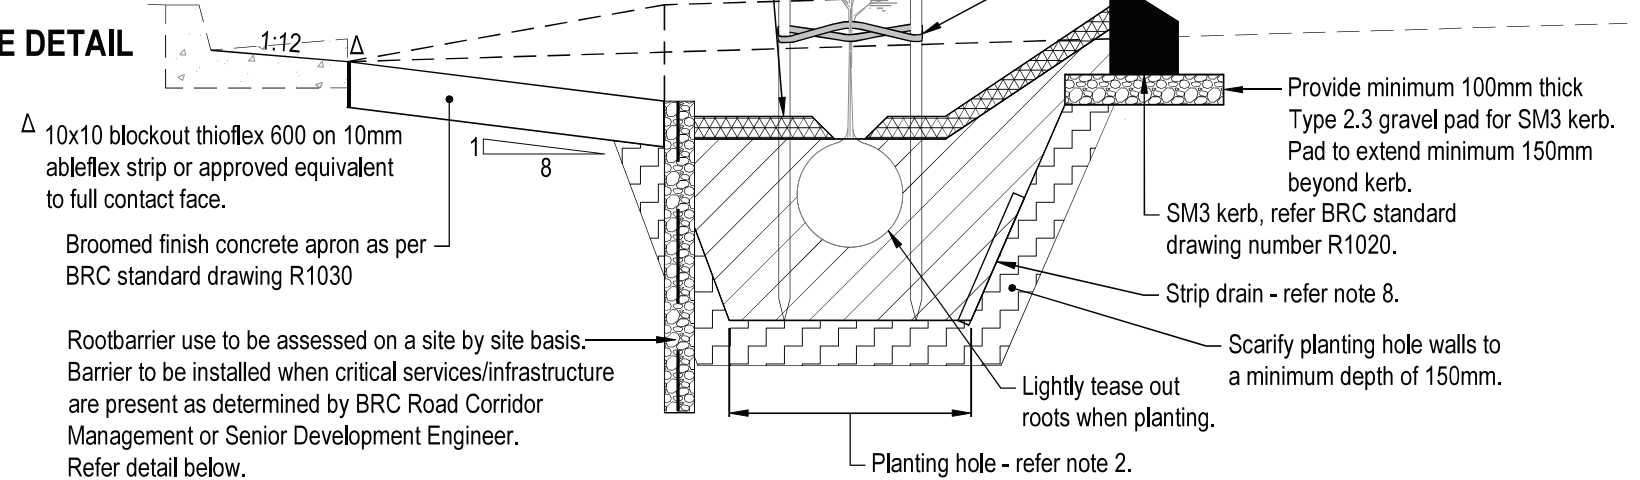 E DETAIL
1:12
Δ
Δ 10x10 blockout thioflex 600 on 10mm
ableflex strip or approved equivalent
to full contact face.
1
8
Broomed finish concrete apron as per
BRC standard drawing R1030
Rootbarrier use to be assessed on a site by site basis.
Barrier to be installed when critical services/infrastructure
are present as determined by BRC Road Corridor
Management or Senior Development Engineer.
Refer detail below.
Provide minimum 100mm thick
Type 2.3 gravel pad for SM3 kerb.
Pad to extend minimum 150mm
beyond kerb.
SM3 kerb, refer BRC standard
drawing number R1020.
Strip drain - refer note 8.
Scarify planting hole walls to
a minimum depth of 150mm.
Lightly tease out
roots when planting.
Planting hole - refer note 2.